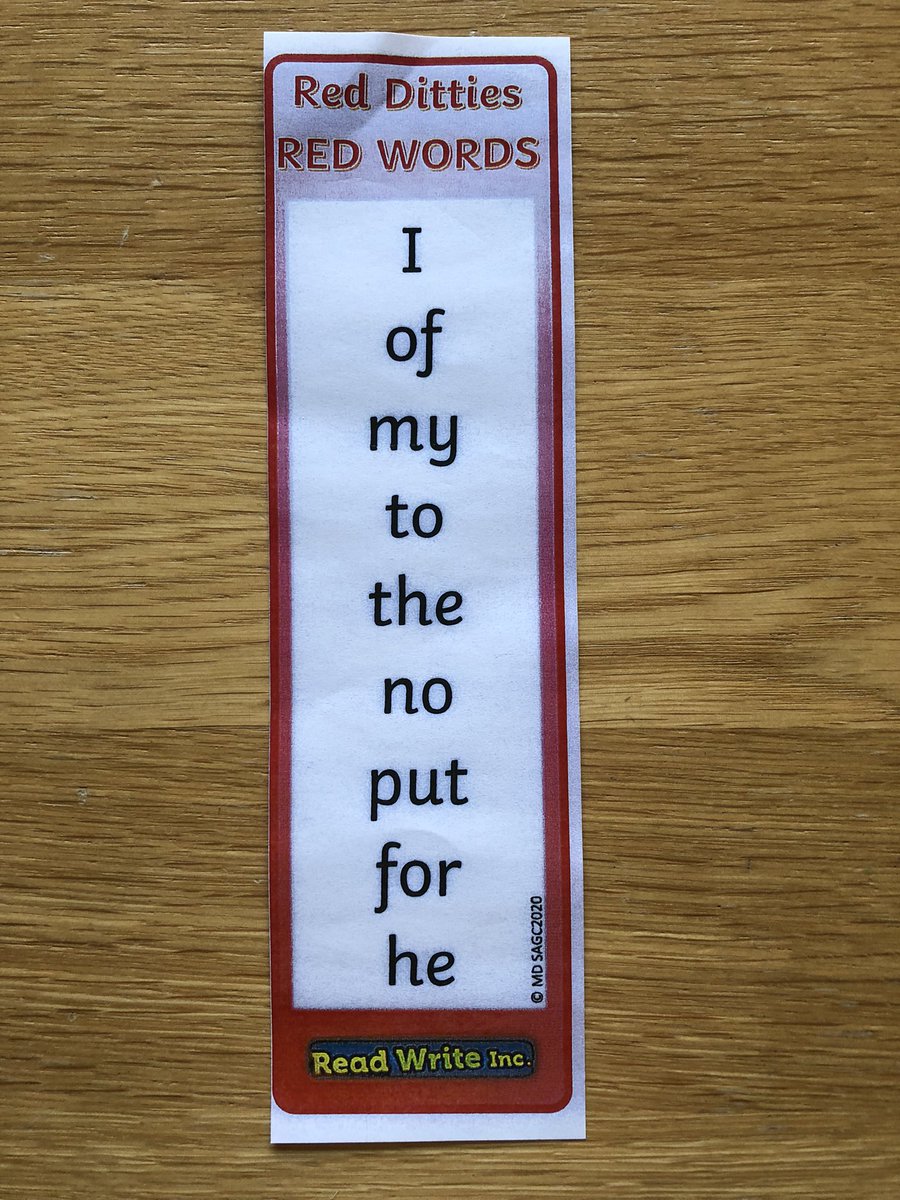 Red Ditties
RED WORDS
I
of
my
to
the
no
put
for
he
© MD SAGC2020
Read Write Inc.